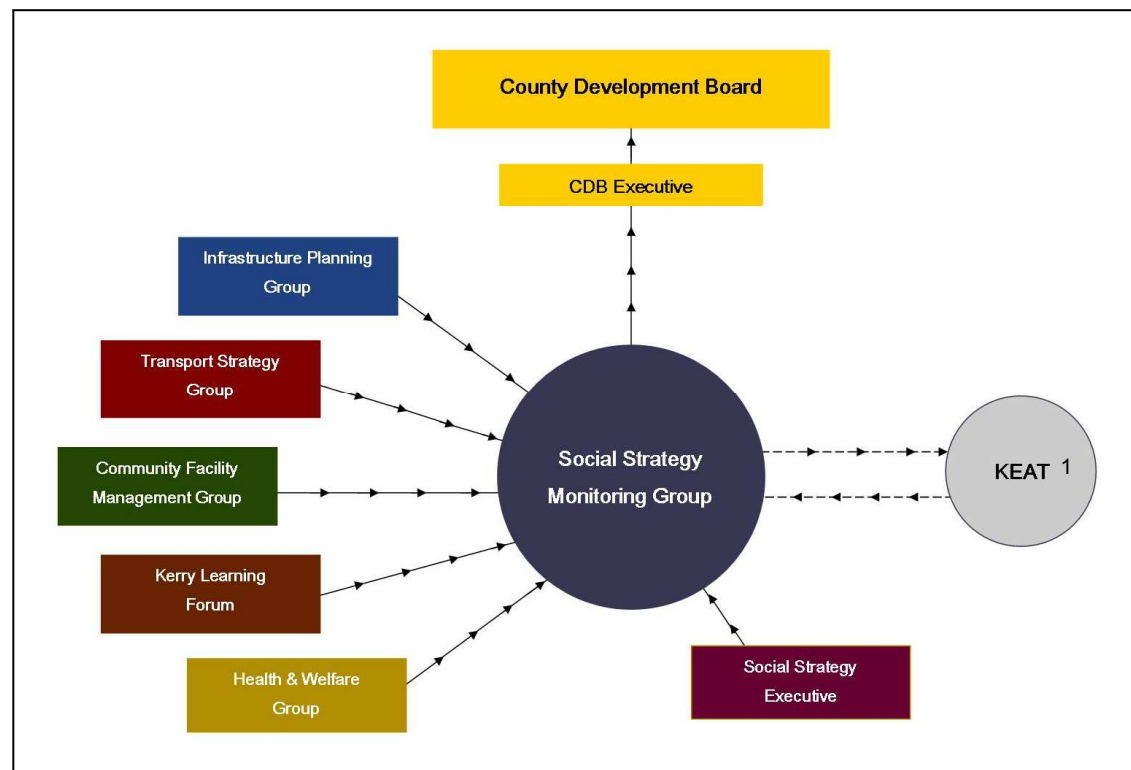 County Development Board
CDB Executive
Infrastructure Planning
Group
Transport Strategy
Group
Community Facility
Management Group
Kerry Learning
Forum
Health & Welfare
Group
Social Strategy
Monitoring Group
KEAT 1
Social Strategy
Executive